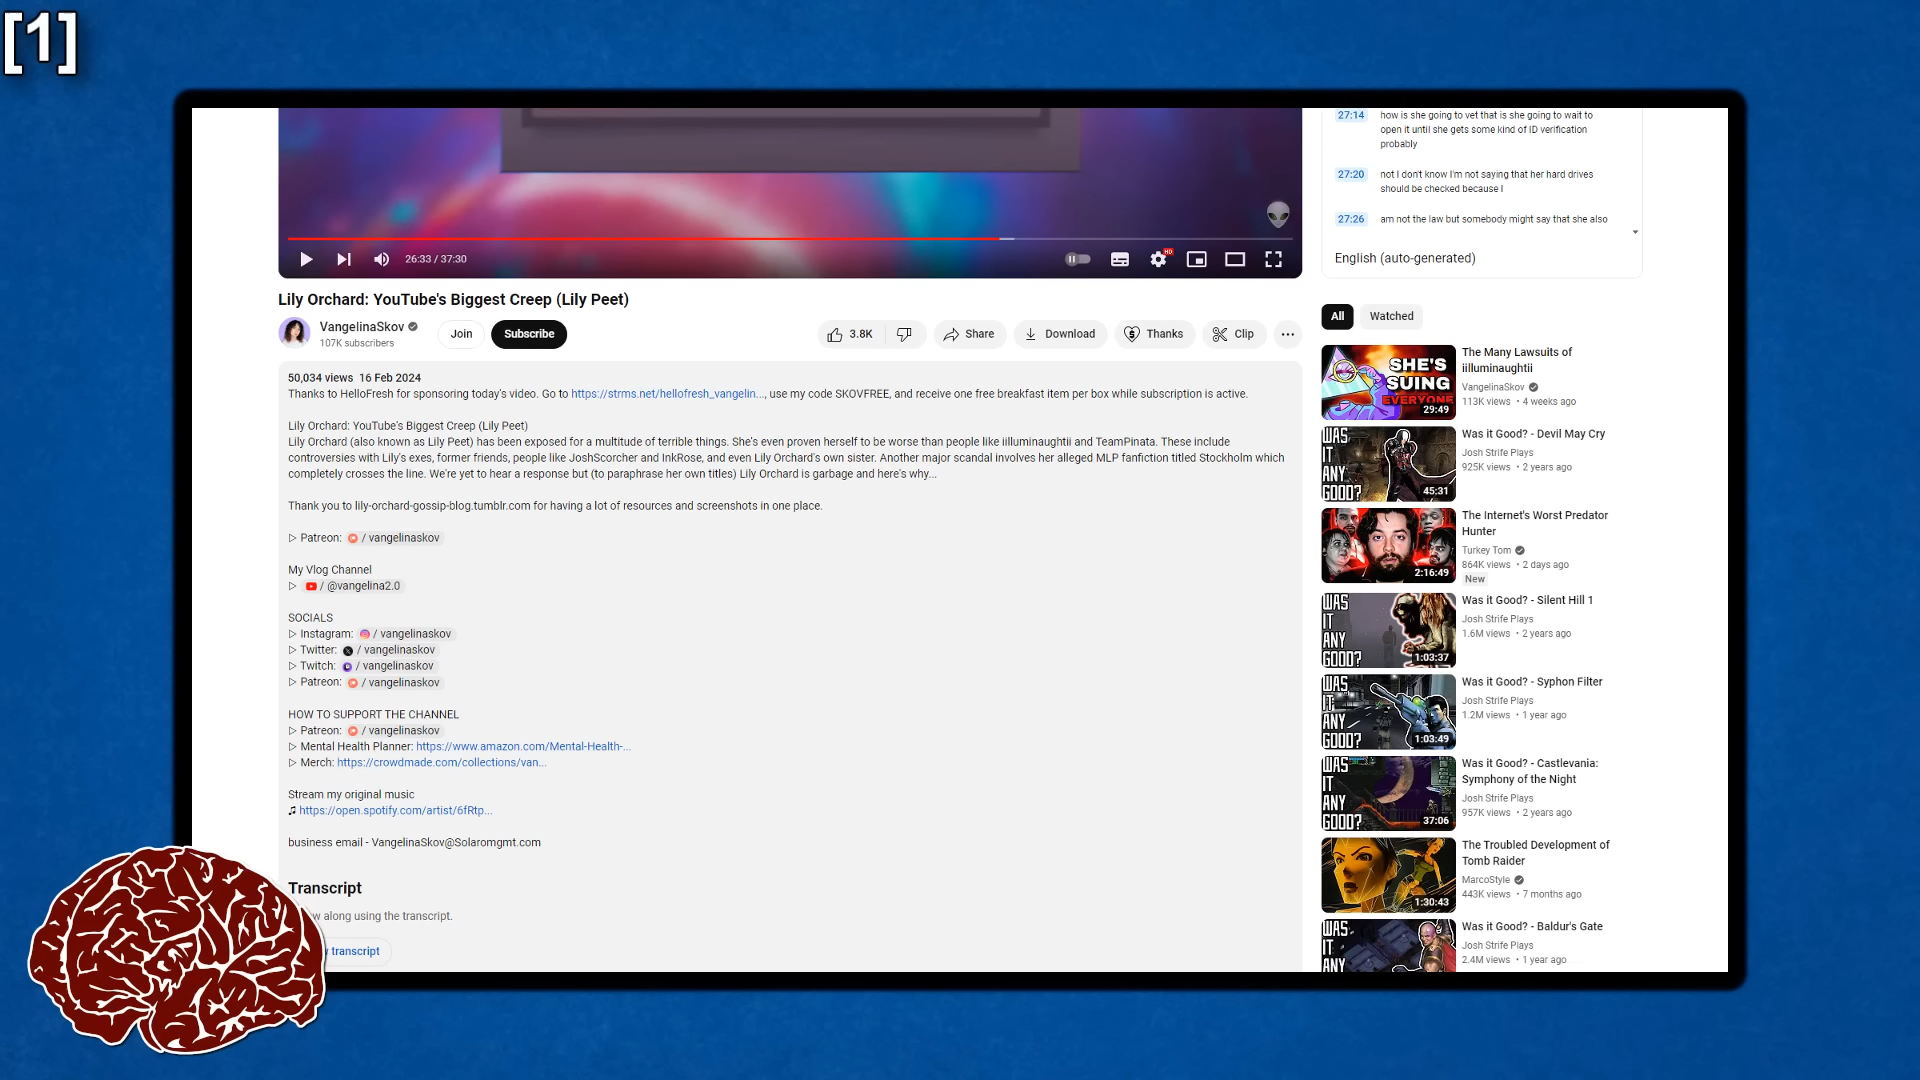 [1]
27:14 how is she going to vet that is she going to wait to
open it until she gets some kind of ID verification
probably
27:20 not I don't know I'm not saying that her hard drives
should be checked because I
27:26 am not the law but somebody might say that she also
English (auto-generated)
26:33 / 37:30
HD
Lily Orchard: YouTube's Biggest Creep (Lily Peet)
VangelinaSkov
107K subscribers
Join
Subscribe
3.8K
Share
Download
Thanks
Clip
50,034 views 16 Feb 2024
Thanks to HelloFresh for sponsoring today's video. Go to https://strms.net/hellofresh_vangelin..., use my code SKOVFREE, and receive one free breakfast item per box while subscription is active.
Lily Orchard: YouTube's Biggest Creep (Lily Peet)
Lily Orchard (also known as Lily Peet) has been exposed for a multitude of terrible things. She's even proven herself to be worse than people like iilluminaughtii and TeamPinata. These include
controversies with Lily's exes, former friends, people like JoshScorcher and InkRose, and even Lily Orchard's own sister. Another major scandal involves her alleged MLP fanfiction titled Stockholm which
completely crosses the line. We're yet to hear a response but (to paraphrase her own titles) Lily Orchard is garbage and here's why...
Thank you to lily-orchard-gossip-blog.tumblr.com for having a lot of resources and screenshots in one place.
▷ Patreon: / vangelinaskov
My Vlog Channel
▷ / @vangelina2.0
SOCIALS
▷ Instagram: / vangelinaskov
▷ Twitter: / vangelinaskov
▷ Twitch: / vangelinaskov
▷ Patreon: / vangelinaskov
HOW TO SUPPORT THE CHANNEL
▷ Patreon: / vangelinaskov
▷ Mental Health Planner: https://www.amazon.com/Mental-Health-...
▷ Merch: https://crowdmade.com/collections/van...
Stream my original music
♫ https://open.spotify.com/artist/6fRtp...
business email - VangelinaSkov@Solaromgmt.com
Transcript
along using the transcript.
transcript
All
Watched
SHE'S
SUING
EVERYONE
29:49
The Many Lawsuits of
iilluminaughtii
VangelinaSkov
113K views • 4 weeks ago
WAS
IT
ANY
GOOD?
45:31
Was it Good? - Devil May Cry
Josh Strife Plays
925K views • 2 years ago
2:16:49
The Internet's Worst Predator
Hunter
Turkey Tom
864K views • 2 days ago
New
WAS
IT
ANY
GOOD?
1:03:37
Was it Good? - Silent Hill 1
Josh Strife Plays
1.6M views • 2 years ago
WAS
IT
ANY
GOOD?
1:03:49
Was it Good? - Syphon Filter
Josh Strife Plays
1.2M views • 1 year ago
WAS
IT
ANY
GOOD?
37:06
Was it Good? - Castlevania:
Symphony of the Night
Josh Strife Plays
957K views • 2 years ago
1:30:43
The Troubled Development of
Tomb Raider
MarcoStyle
443K views • 7 months ago
WAS
IT
ANY
Was it Good? - Baldur's Gate
Josh Strife Plays
2.4M views • 1 year ago